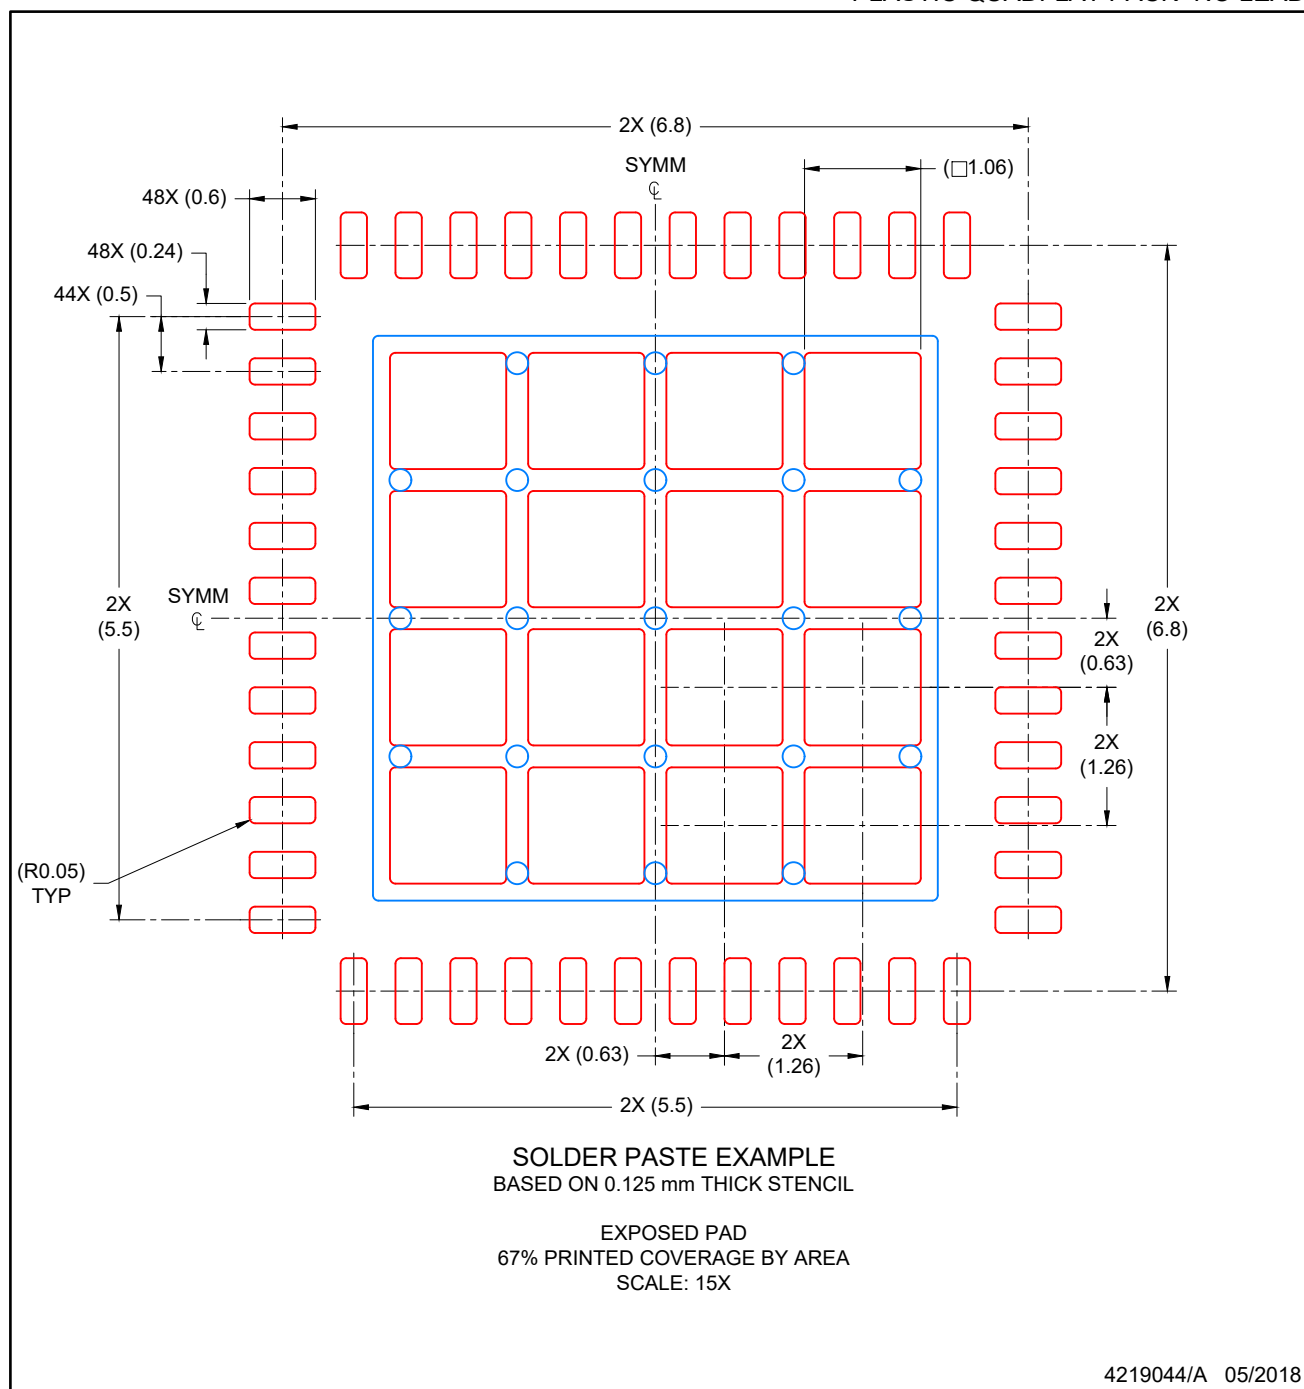 2X (6.8)
SYMM
℄
(□1.06)
48X (0.6)
48X (0.24)
44X (0.5)
SYMM
℄
2X
(5.5)
2X
(6.8)
2X
(0.63)
2X
(1.26)
(R0.05)
TYP
2X (0.63)
2X
(1.26)
2X (5.5)
SOLDER PASTE EXAMPLE
BASED ON 0.125 mm THICK STENCIL
EXPOSED PAD
67% PRINTED COVERAGE BY AREA
SCALE: 15X
4219044/A 05/2018